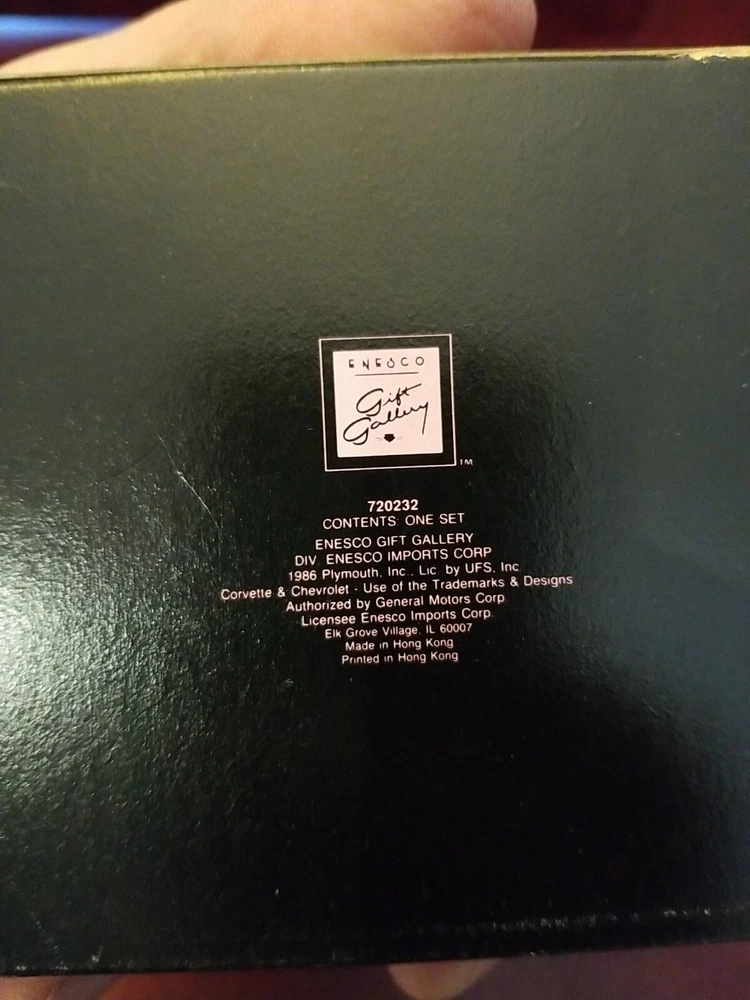 ENESCO
Gift
Gallery
TM
720232
CONTENTS: ONE SET
ENESCO GIFT GALLERY
DIV. ENESCO IMPORTS CORP
1986 Plymouth, Inc., Lic. by UFS, Inc.
Corvette & Chevrolet - Use of the Trademarks & Designs
Authorized by General Motors Corp.
Licensee Enesco Imports Corp.
Elk Grove Village, IL 60007
Made in Hong Kong
Printed in Hong Kong